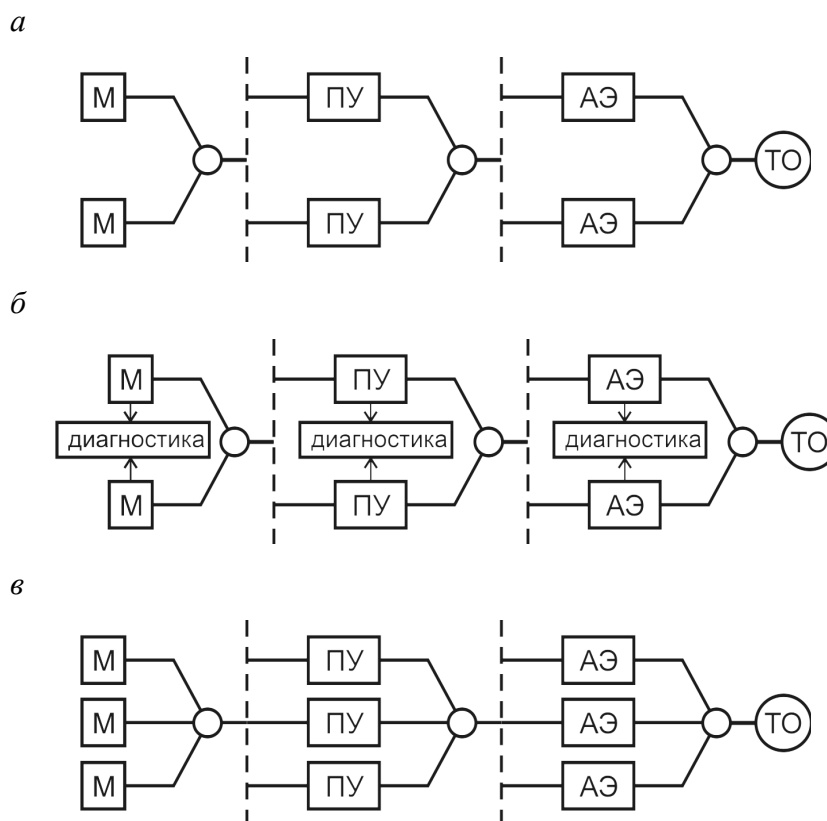 а
М ПУ АЭ
ТО
М ПУ АЭ
б
М ПУ АЭ
диагностика диагностика диагностика ТО
М ПУ АЭ
в
М ПУ АЭ
М ПУ АЭ ТО
М ПУ АЭ